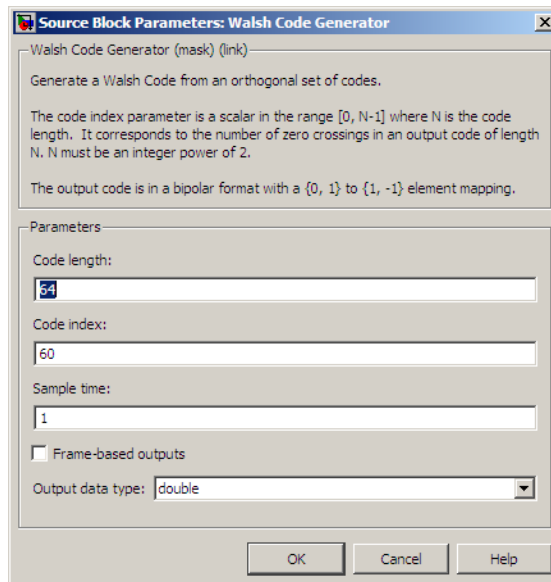 Source Block Parameters: Walsh Code Generator
Walsh Code Generator (mask) (link)
Generate a Walsh Code from an orthogonal set of codes.
The code index parameter is a scalar in the range [0, N-1] where N is the code
length. It corresponds to the number of zero crossings in an output code of length
N. N must be an integer power of 2.
The output code is in a bipolar format with a {0, 1} to {1, -1} element mapping.
Parameters
Code length:
64
Code index:
60
Sample time:
1
Frame-based outputs
Output data type: double
OK Cancel Help